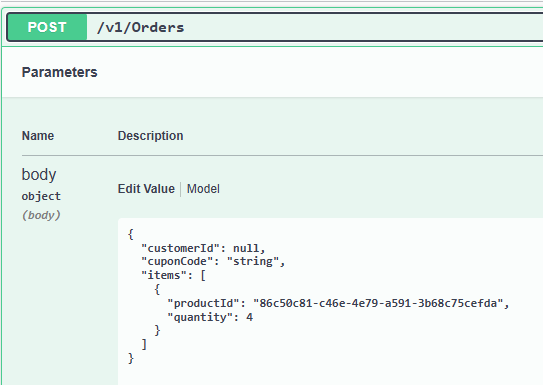 POST /v1/Orders
Parameters
Name Description
body
object
(body)
Edit Value Model
{
"customerId": null,
"cuponCode": "string",
"items": [
{
"productId": "86c50c81-c46e-4e79-a591-3b68c75cefda",
"quantity": 4
}
]
}